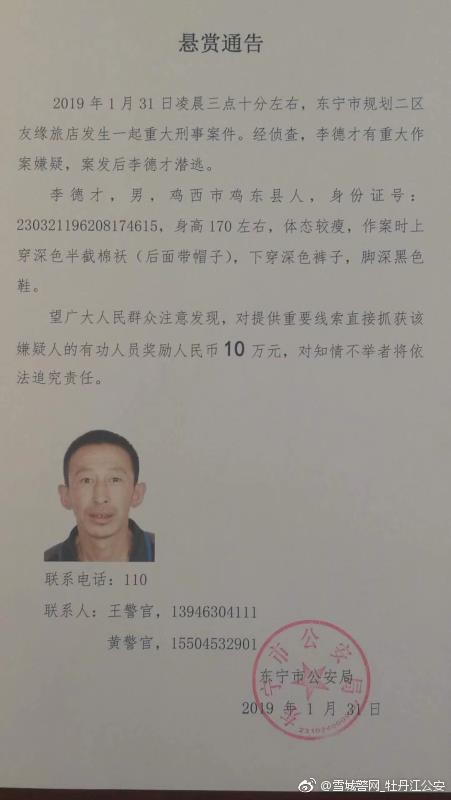 悬赏通告
2019 年 1 月 31 日凌晨三点十分左右，东宁市规划二区
友缘旅店发生一起重大刑事案件。经侦查，李德才有重大作
案嫌疑，案发后李德才潜逃。
李德才，男，鸡西市鸡东县人，身份证号：
230321196208174615，身高 170 左右，体态较瘦，作案时上
穿深色半截棉袄（后面带帽子），下穿深色裤子，脚深黑色
鞋。
望广大人民群众注意发现，对提供重要线索直接抓获该
嫌疑人的有功人员奖励人民币 10 万元，对知情不举者将依
法追究责任。
联系电话：110
联系人：王警官，13946304111
黄警官，15504532901
东宁市公安局
东宁市公安局
2019 年 1 月 31 日
@雪城警网_牡丹江公安